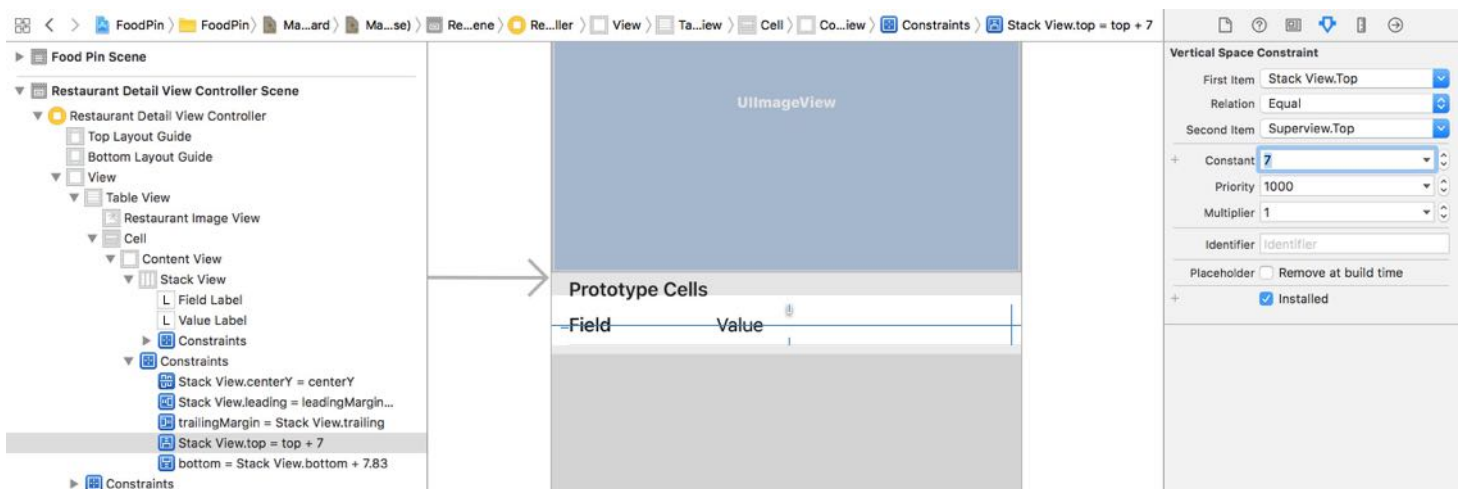 FoodPin 〉 FoodPin 〉 Ma...ard 〉 Ma...se) 〉 Re...ene 〉 Re...ller 〉 View 〉 Ta...iew 〉 Cell 〉 Co...iew 〉 Constraints 〉 Stack View.top = top + 7
Food Pin Scene
Restaurant Detail View Controller Scene
Restaurant Detail View Controller
Top Layout Guide
Bottom Layout Guide
View
Table View
Restaurant Image View
Cell
Content View
Stack View
L Field Label
L Value Label
Constraints
Constraints
Stack View.centerY = centerY
Stack View.leading = leadingMargin...
trailingMargin = Stack View.trailing
Stack View.top = top + 7
bottom = Stack View.bottom + 7.83
Constraints
UIImageView
Prototype Cells
Field Value
Vertical Space Constraint
First Item Stack View.Top
Relation Equal
Second Item Superview.Top
+ Constant 7
Priority 1000
Multiplier 1
Identifier Identifier
Placeholder Remove at build time
+ Installed